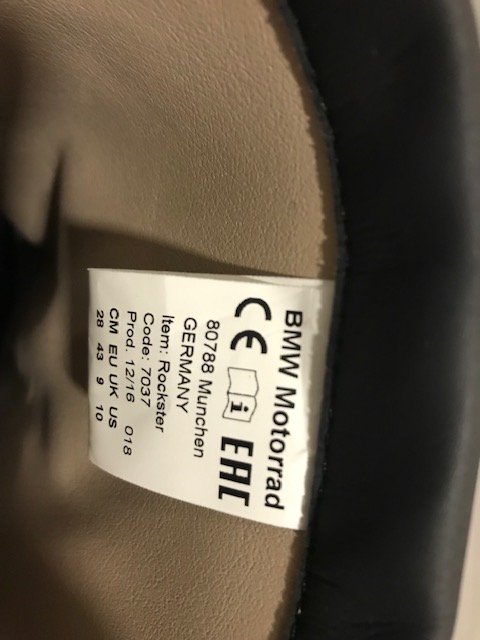 BMW Motorrad
CE i EAC
80788 Munchen
GERMANY
Item: Rockster
Code: 7037
Prod. 12/16 018
CM EU UK US
28 43 9 10